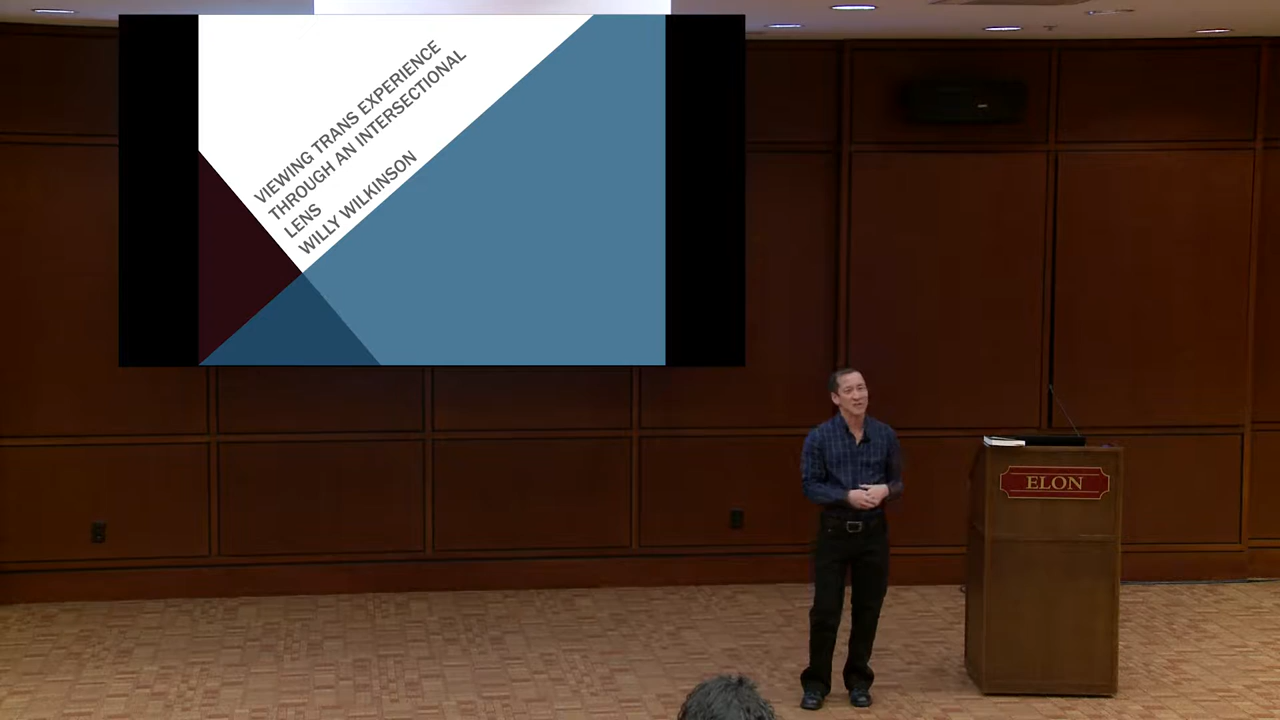 VIEWING TRANS EXPERIENCE
THROUGH AN INTERSECTIONAL
LENS
WILLY WILKINSON
ELON